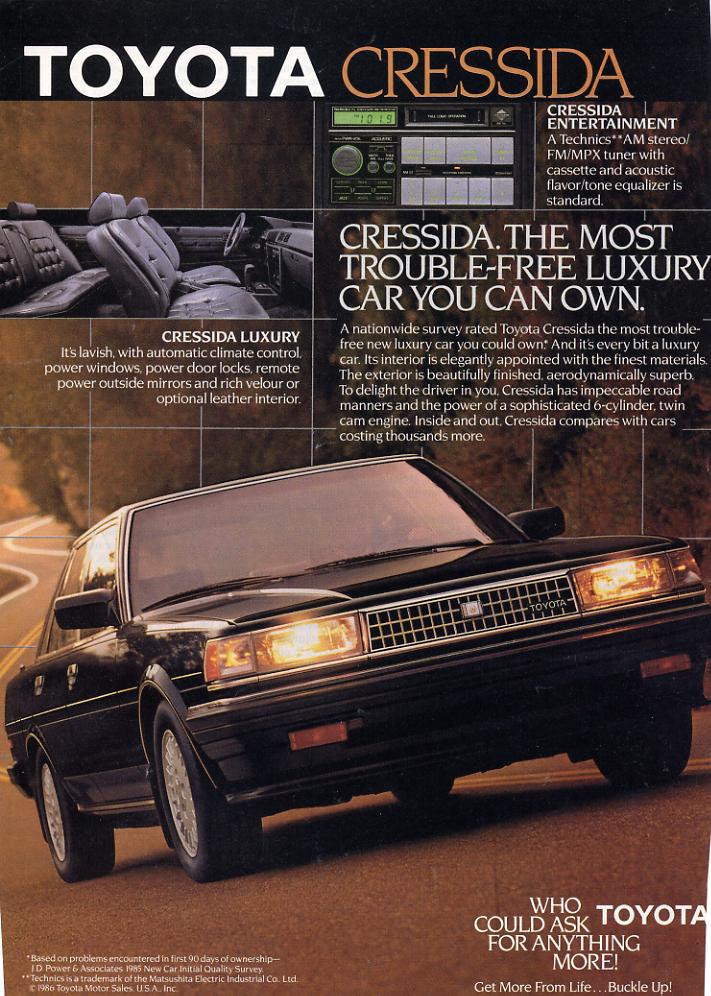 TOYOTA CRESSIDA
1019
FULL LOGIC OPERATION
CRESSIDA
ENTERTAINMENT
A Technics**AM stereo/
FM/MPX tuner with
cassette and acoustic
flavor/tone equalizer is
standard.
CRESSIDA. THE MOST
TROUBLE-FREE LUXURY
CAR YOU CAN OWN.
CRESSIDA LUXURY
It's lavish, with automatic climate control,
power windows, power door locks, remote
power outside mirrors and rich velour or
optional leather interior.
A nationwide survey rated Toyota Cressida the most trouble-
free new luxury car you could own.* And it's every bit a luxury
car. Its interior is elegantly appointed with the finest materials.
The exterior is beautifully finished, aerodynamically superb.
To delight the driver in you, Cressida has impeccable road
manners and the power of a sophisticated 6-cylinder, twin
cam engine. Inside and out, Cressida compares with cars
costing thousands more.
TOYOTA
WHO
COULD ASK
FOR ANYTHING
MORE!
TOYOTA
Get More From Life...Buckle Up!
*Based on problems encountered in first 90 days of ownership—
J.D. Power & Associates 1985 New Car Initial Quality Survey.
**Technics is a trademark of the Matsushita Electric Industrial Co. Ltd.
© 1986 Toyota Motor Sales, U.S.A., Inc.